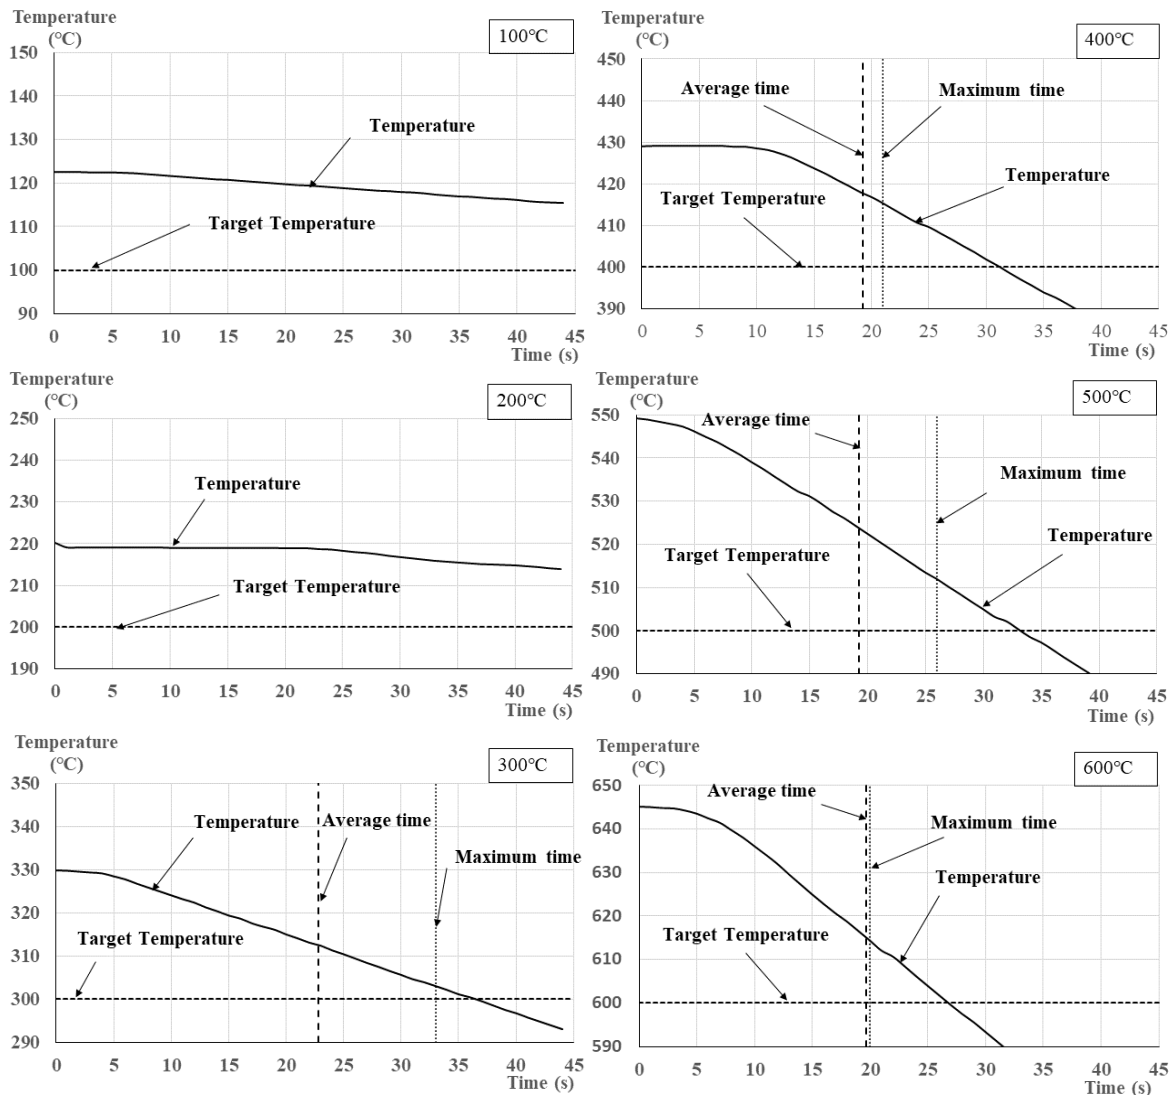 Temperature
(℃)
100℃
150
140
130
120
110
100
90
Temperature
Target Temperature
0 5 10 15 20 25 30 35 40 45
Time (s)
Temperature
(℃)
400℃
450
440
430
420
410
400
390
Average time
Maximum time
Temperature
Target Temperature
0 5 10 15 20 25 30 35 40 45
Time (s)
Temperature
(℃)
200℃
250
240
230
220
210
200
190
Temperature
Target Temperature
0 5 10 15 20 25 30 35 40 45
Time (s)
Temperature
(℃)
500℃
550
540
530
520
510
500
490
Average time
Maximum time
Temperature
Target Temperature
0 5 10 15 20 25 30 35 40 45
Time (s)
Temperature
(℃)
300℃
350
340
330
320
310
300
290
Temperature
Average time
Maximum time
Target Temperature
0 5 10 15 20 25 30 35 40 45
Time (s)
Temperature
(℃)
600℃
650
640
630
620
610
600
590
Average time
Maximum time
Temperature
Target Temperature
0 5 10 15 20 25 30 35 40 45
Time (s)